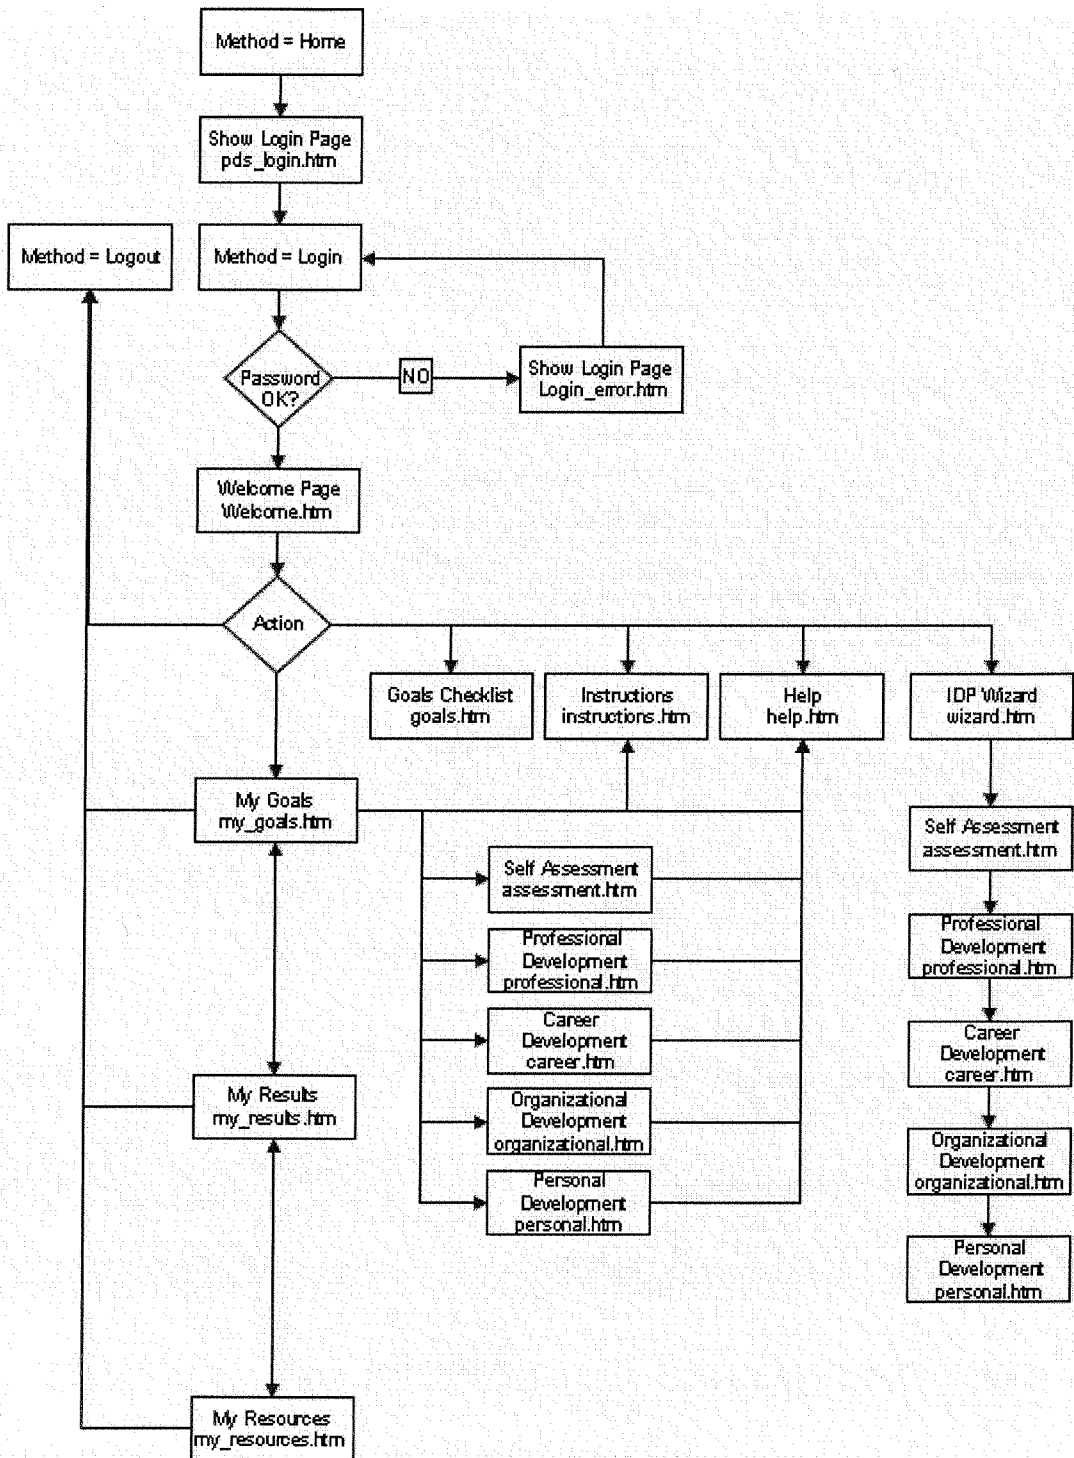 Method = Home
Show Login Page
pds_login.htm
Method = Logout
Method = Login
Password
OK?
NO
Show Login Page
Login_error.htm
Welcome Page
Welcome.htm
Action
Goals Checklist
goals.htm
Instructions
instructions.htm
Help
help.htm
IDP Wizard
wizard.htm
My Goals
my_goals.htm
Self Assessment
assessment.htm
Professional
Development
professional.htm
Career
Development
career.htm
Organizational
Development
organizational.htm
Personal
Development
personal.htm
Self Assessment
assessment.htm
Professional
Development
professional.htm
Career
Development
career.htm
Organizational
Development
organizational.htm
Personal
Development
personal.htm
My Results
my_results.htm
My Resources
my_resources.htm